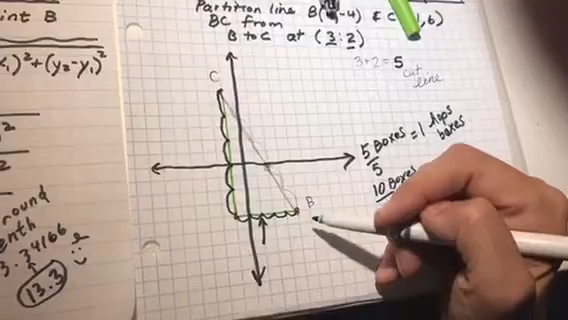 int B
x₁)²+(y₂-y₁)²
2
2
round
enth
3.34166
13.3
Partition line B( -4) & C ,6)
BC from
B to C at (3:2)
3+2=5
cut
line
C
B
5 Boxes = 1 hops
5 boxes
10 Boxes